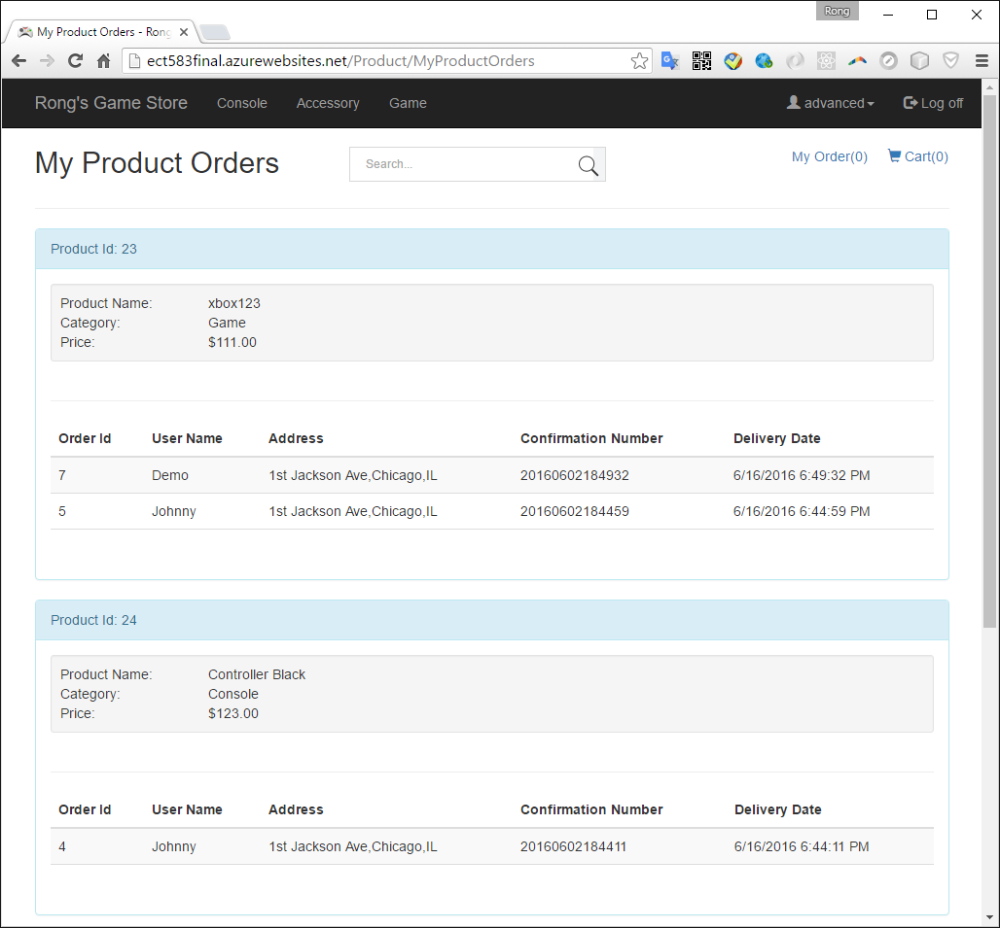 Rong
My Product Orders - Rong
ect583final.azurewebsites.net/Product/MyProductOrders
Rong's Game Store Console Accessory Game advanced Log off
My Product Orders Search... My Order(0) Cart(0)
Product Id: 23
Product Name: xbox123
Category: Game
Price: $111.00
Order Id User Name Address Confirmation Number Delivery Date
7 Demo 1st Jackson Ave,Chicago,IL 20160602184932 6/16/2016 6:49:32 PM
5 Johnny 1st Jackson Ave,Chicago,IL 20160602184459 6/16/2016 6:44:59 PM
Product Id: 24
Product Name: Controller Black
Category: Console
Price: $123.00
Order Id User Name Address Confirmation Number Delivery Date
4 Johnny 1st Jackson Ave,Chicago,IL 20160602184411 6/16/2016 6:44:11 PM